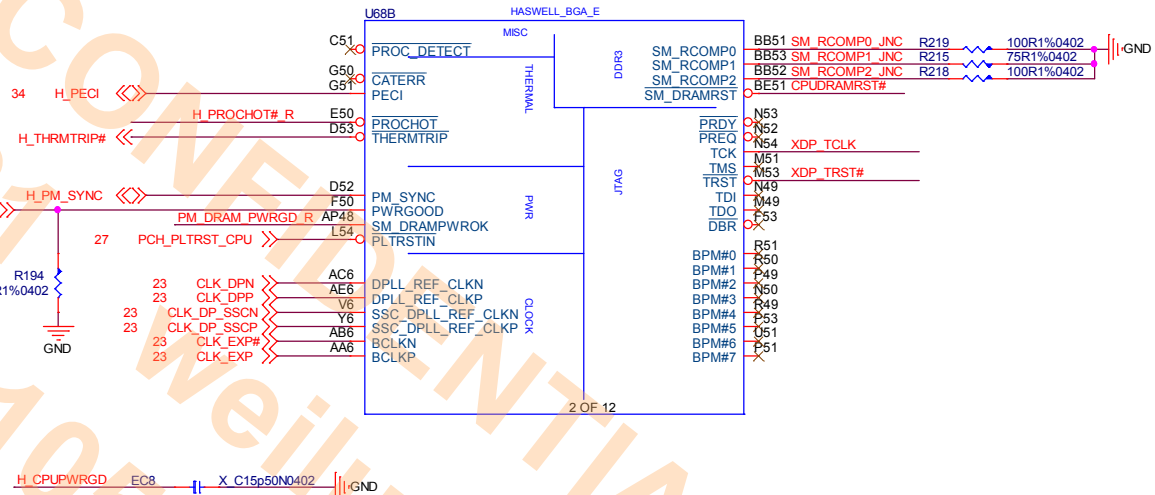 U68B
HASWELL_BGA_E
MISC
THERMAL
PWR
CLOCK
DDR3
JTAG
2 OF 12
C51 PROC_DETECT
G50 CATERR
34 H_PECI G51 PECI
H_PROCHOT#_R E50 PROCHOT
H_THRMTRIP# D53 THERMTRIP
H_PM_SYNC D52 PM_SYNC
F50 PWRGOOD
PM_DRAM_PWRGD_R AP48 SM_DRAMPWROK
27 PCH_PLTRST_CPU L54 PLTRSTIN
23 CLK_DPN AC6 DPLL_REF_CLKN
23 CLK_DPP AE6 DPLL_REF_CLKP
23 CLK_DP_SSCN V6 SSC_DPLL_REF_CLKN
23 CLK_DP_SSCP Y6 SSC_DPLL_REF_CLKP
23 CLK_EXP# AB6 BCLKN
23 CLK_EXP AA6 BCLKP
SM_RCOMP0 BB51 SM_RCOMP0_JNC R219 100R1%0402
GND
SM_RCOMP1 BB53 SM_RCOMP1_JNC R215 75R1%0402
SM_RCOMP2 BB52 SM_RCOMP2_JNC R218 100R1%0402
SM_DRAMRST BE51 CPUDRAMRST#
PRDY N53
PREQ N52
TCK N54 XDP_TCLK
TMS M51
TRST M53 XDP_TRST#
TDI N49
TDO M49
DBR F53
BPM#0 R51
BPM#1 R50
BPM#2 P49
BPM#3 N50
BPM#4 R49
BPM#5 P53
BPM#6 U51
BPM#7 P51
R194
R1%0402
GND
H_CPUPWRGD EC8 X_C15p50N0402 GND
CONFIDENTIA
weilu